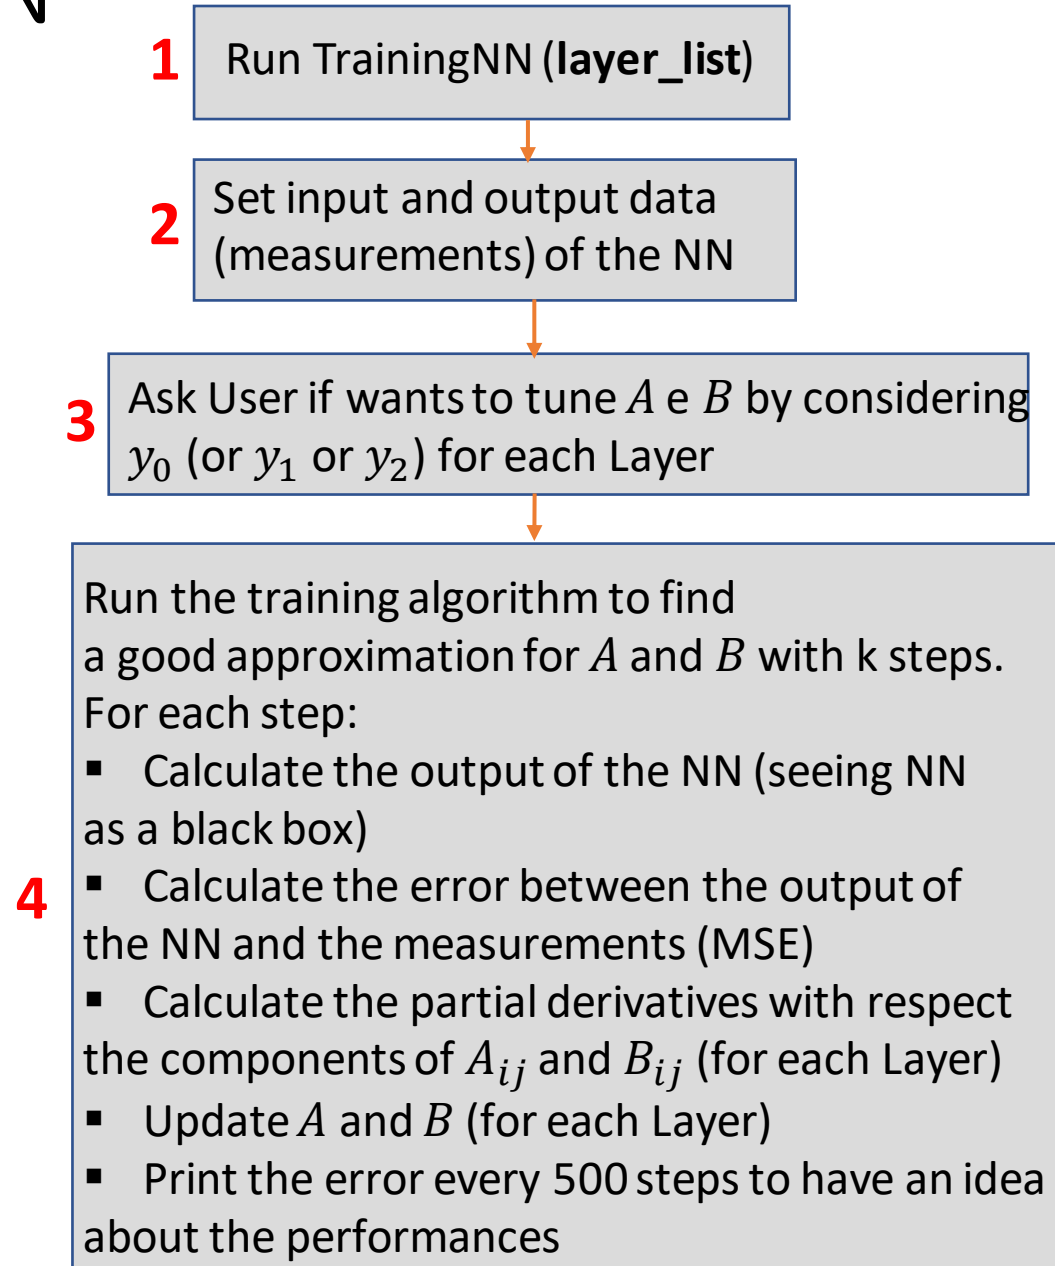 1 Run TrainingNN (layer_list)
2 Set input and output data
(measurements) of the NN
3 Ask User if wants to tune A e B by considering
y₀ (or y₁ or y₂) for each Layer
Run the training algorithm to find
a good approximation for A and B with k steps.
For each step:
▪ Calculate the output of the NN (seeing NN
as a black box)
4 ▪ Calculate the error between the output of
the NN and the measurements (MSE)
▪ Calculate the partial derivatives with respect
the components of Aᵢⱼ and Bᵢⱼ (for each Layer)
▪ Update A and B (for each Layer)
▪ Print the error every 500 steps to have an idea
about the performances